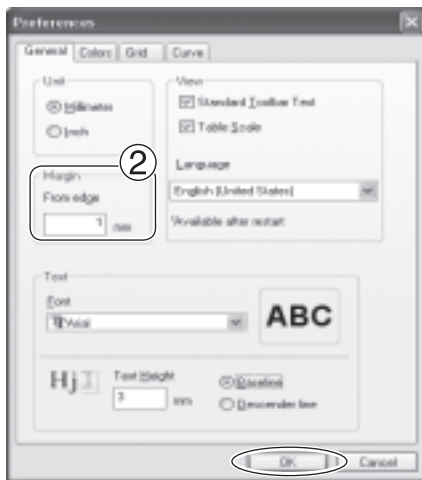 Preferences
General Colors Grid Curve
Unit
Millimeter
Inch
View
Standard Toolbar Text
Table Scale
Language
English (United States)
*Available after restart
Margin
From edge
1 mm
2
Text
Font
Arial
ABC
Hj
Text Height
3 mm
Baseline
Descender line
OK Cancel